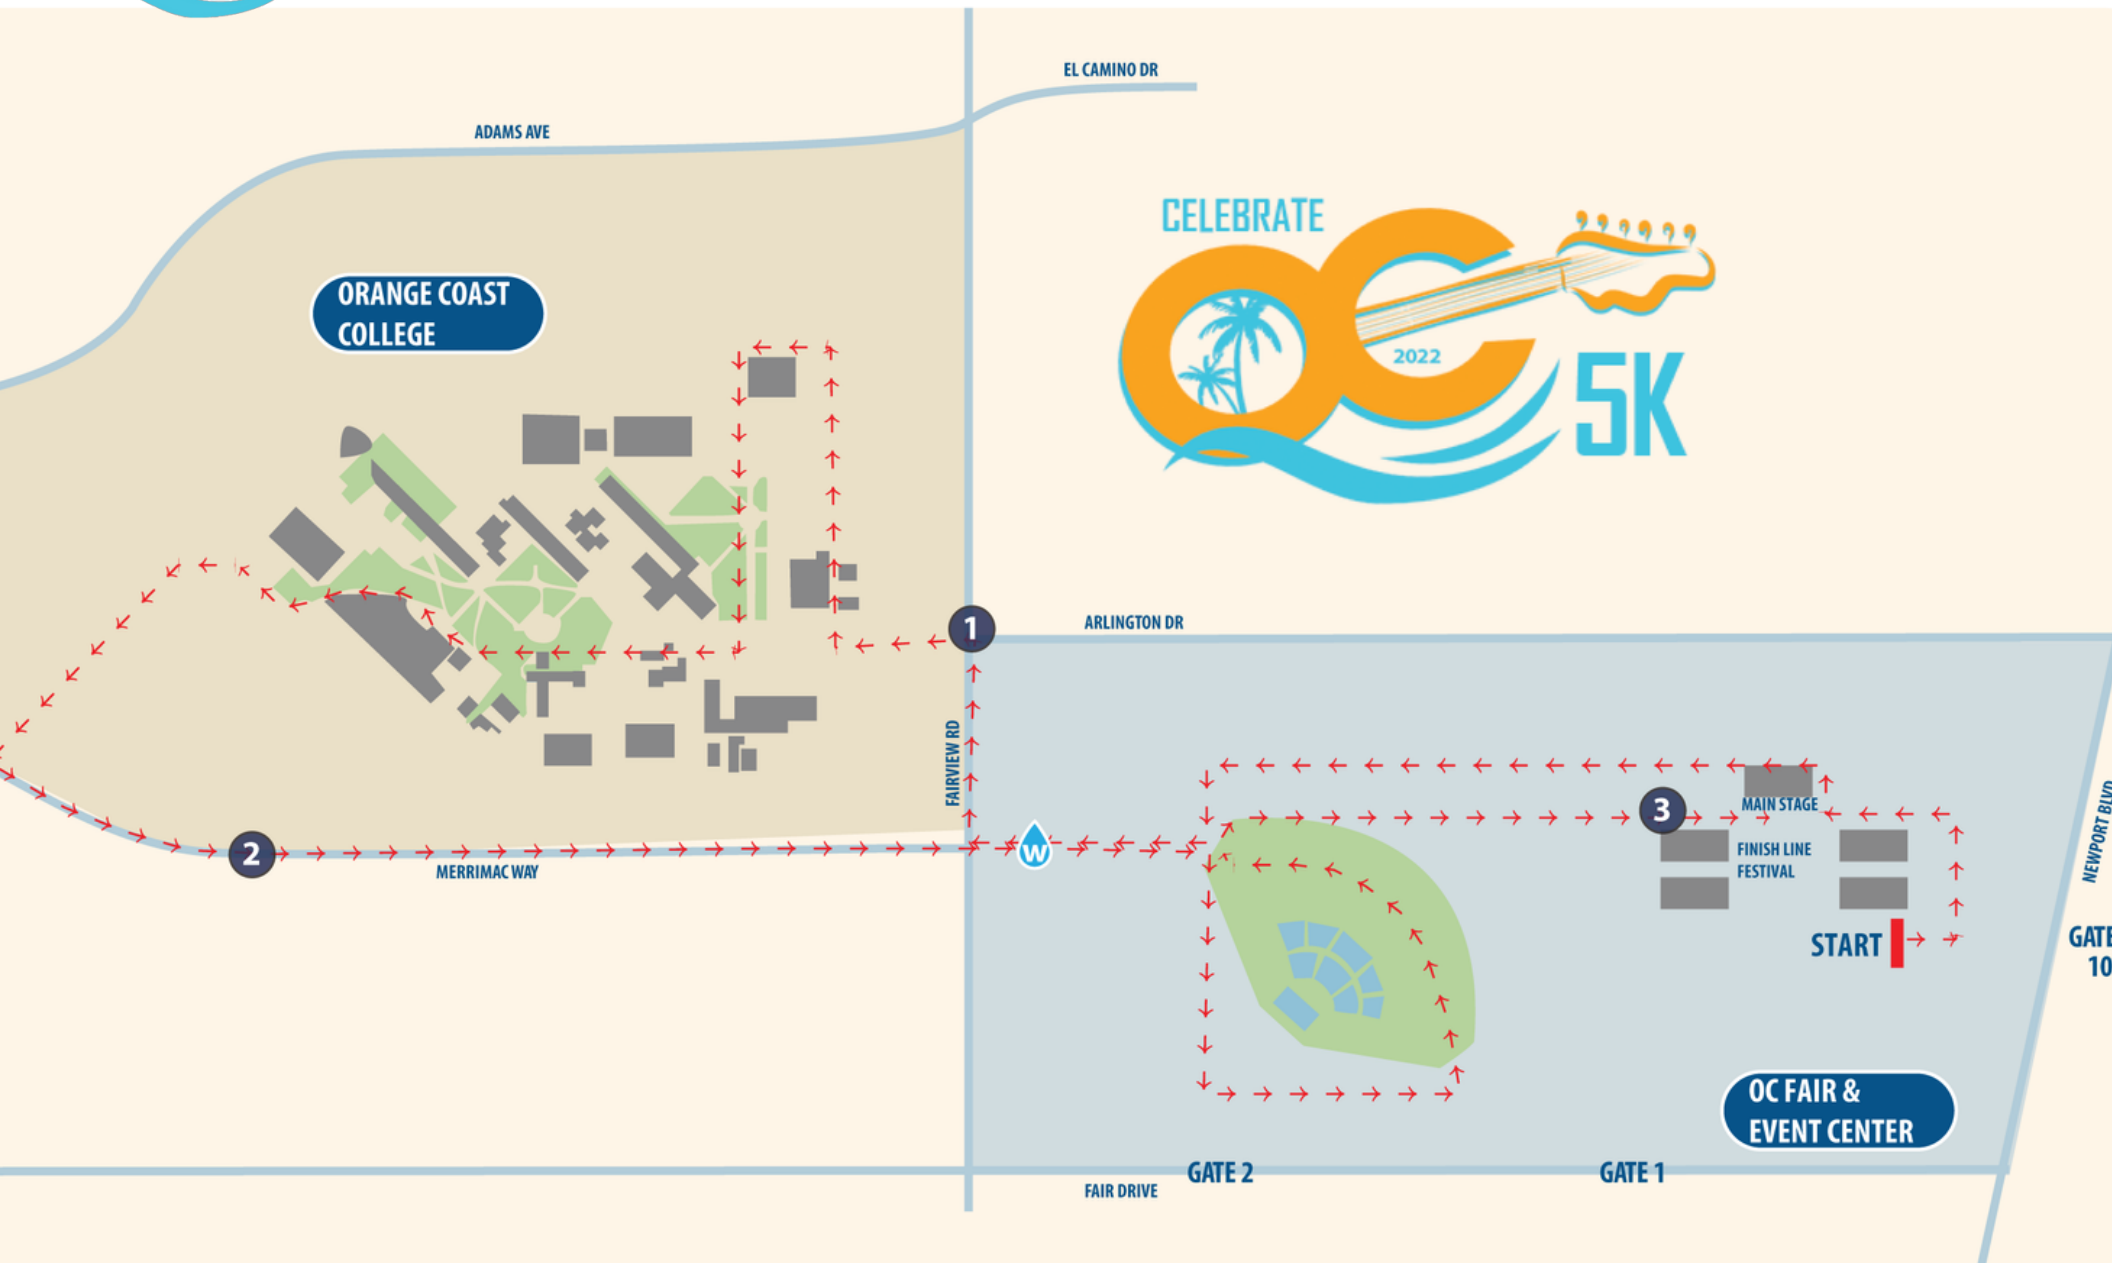 EL CAMINO DR
ADAMS AVE
CELEBRATE
OC
2022
5K
ORANGE COAST
COLLEGE
1
ARLINGTON DR
FAIRVIEW RD
3
MAIN STAGE
FINISH LINE
FESTIVAL
NEWPORT BLVD
2
W
MERRIMAC WAY
START
GATE
10
OC FAIR &
EVENT CENTER
GATE 2
GATE 1
FAIR DRIVE